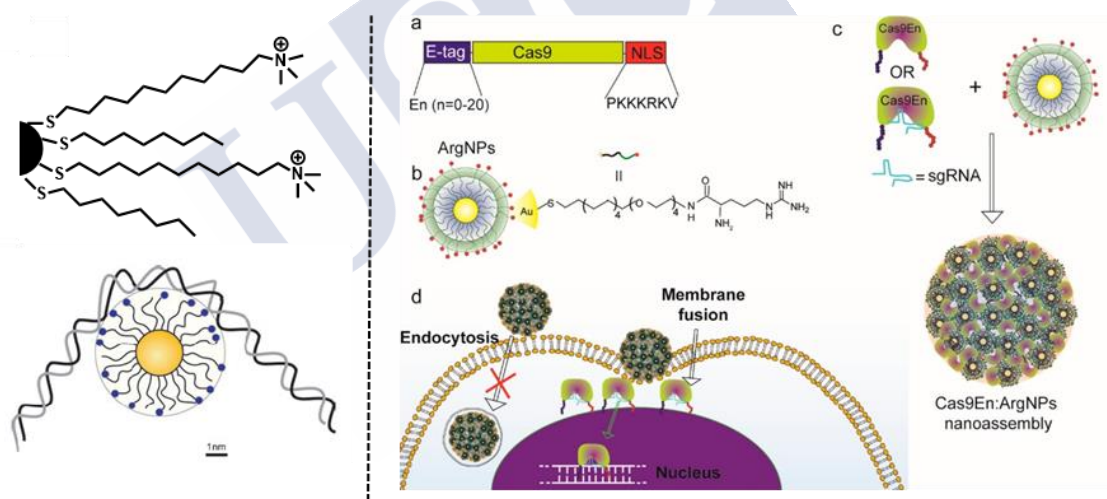 S
N
⊕
S
S
N
⊕
S
1nm
a
E-tag Cas9 NLS
En (n=0-20)
PKKKRKV
ArgNPs
b
Au
S
4
O
4
N
H
O
NH₂
N
H
NH
NH₂
c
Cas9En
OR
Cas9En
+
= sgRNA
Cas9En:ArgNPs
nanoassembly
d
Endocytosis
Membrane
fusion
Nucleus